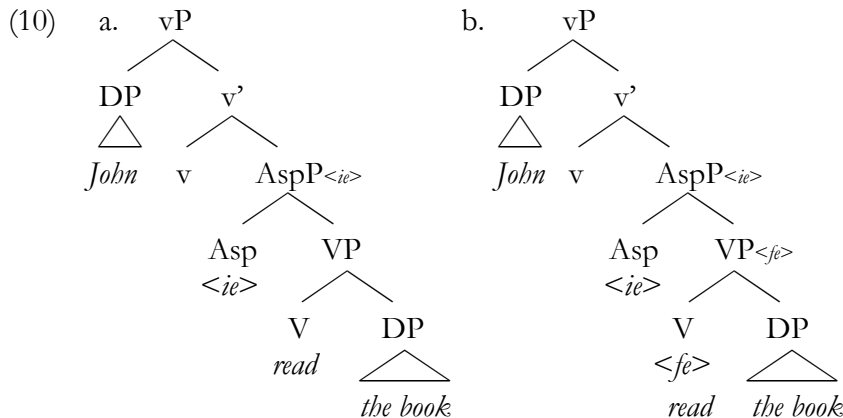 (10) a. vP b. vP
DP v' DP v'
John v AspP<ie> John v AspP<ie>
Asp VP Asp VP<fe>
<ie> <ie>
V DP V DP
read <fe>
the book read the book